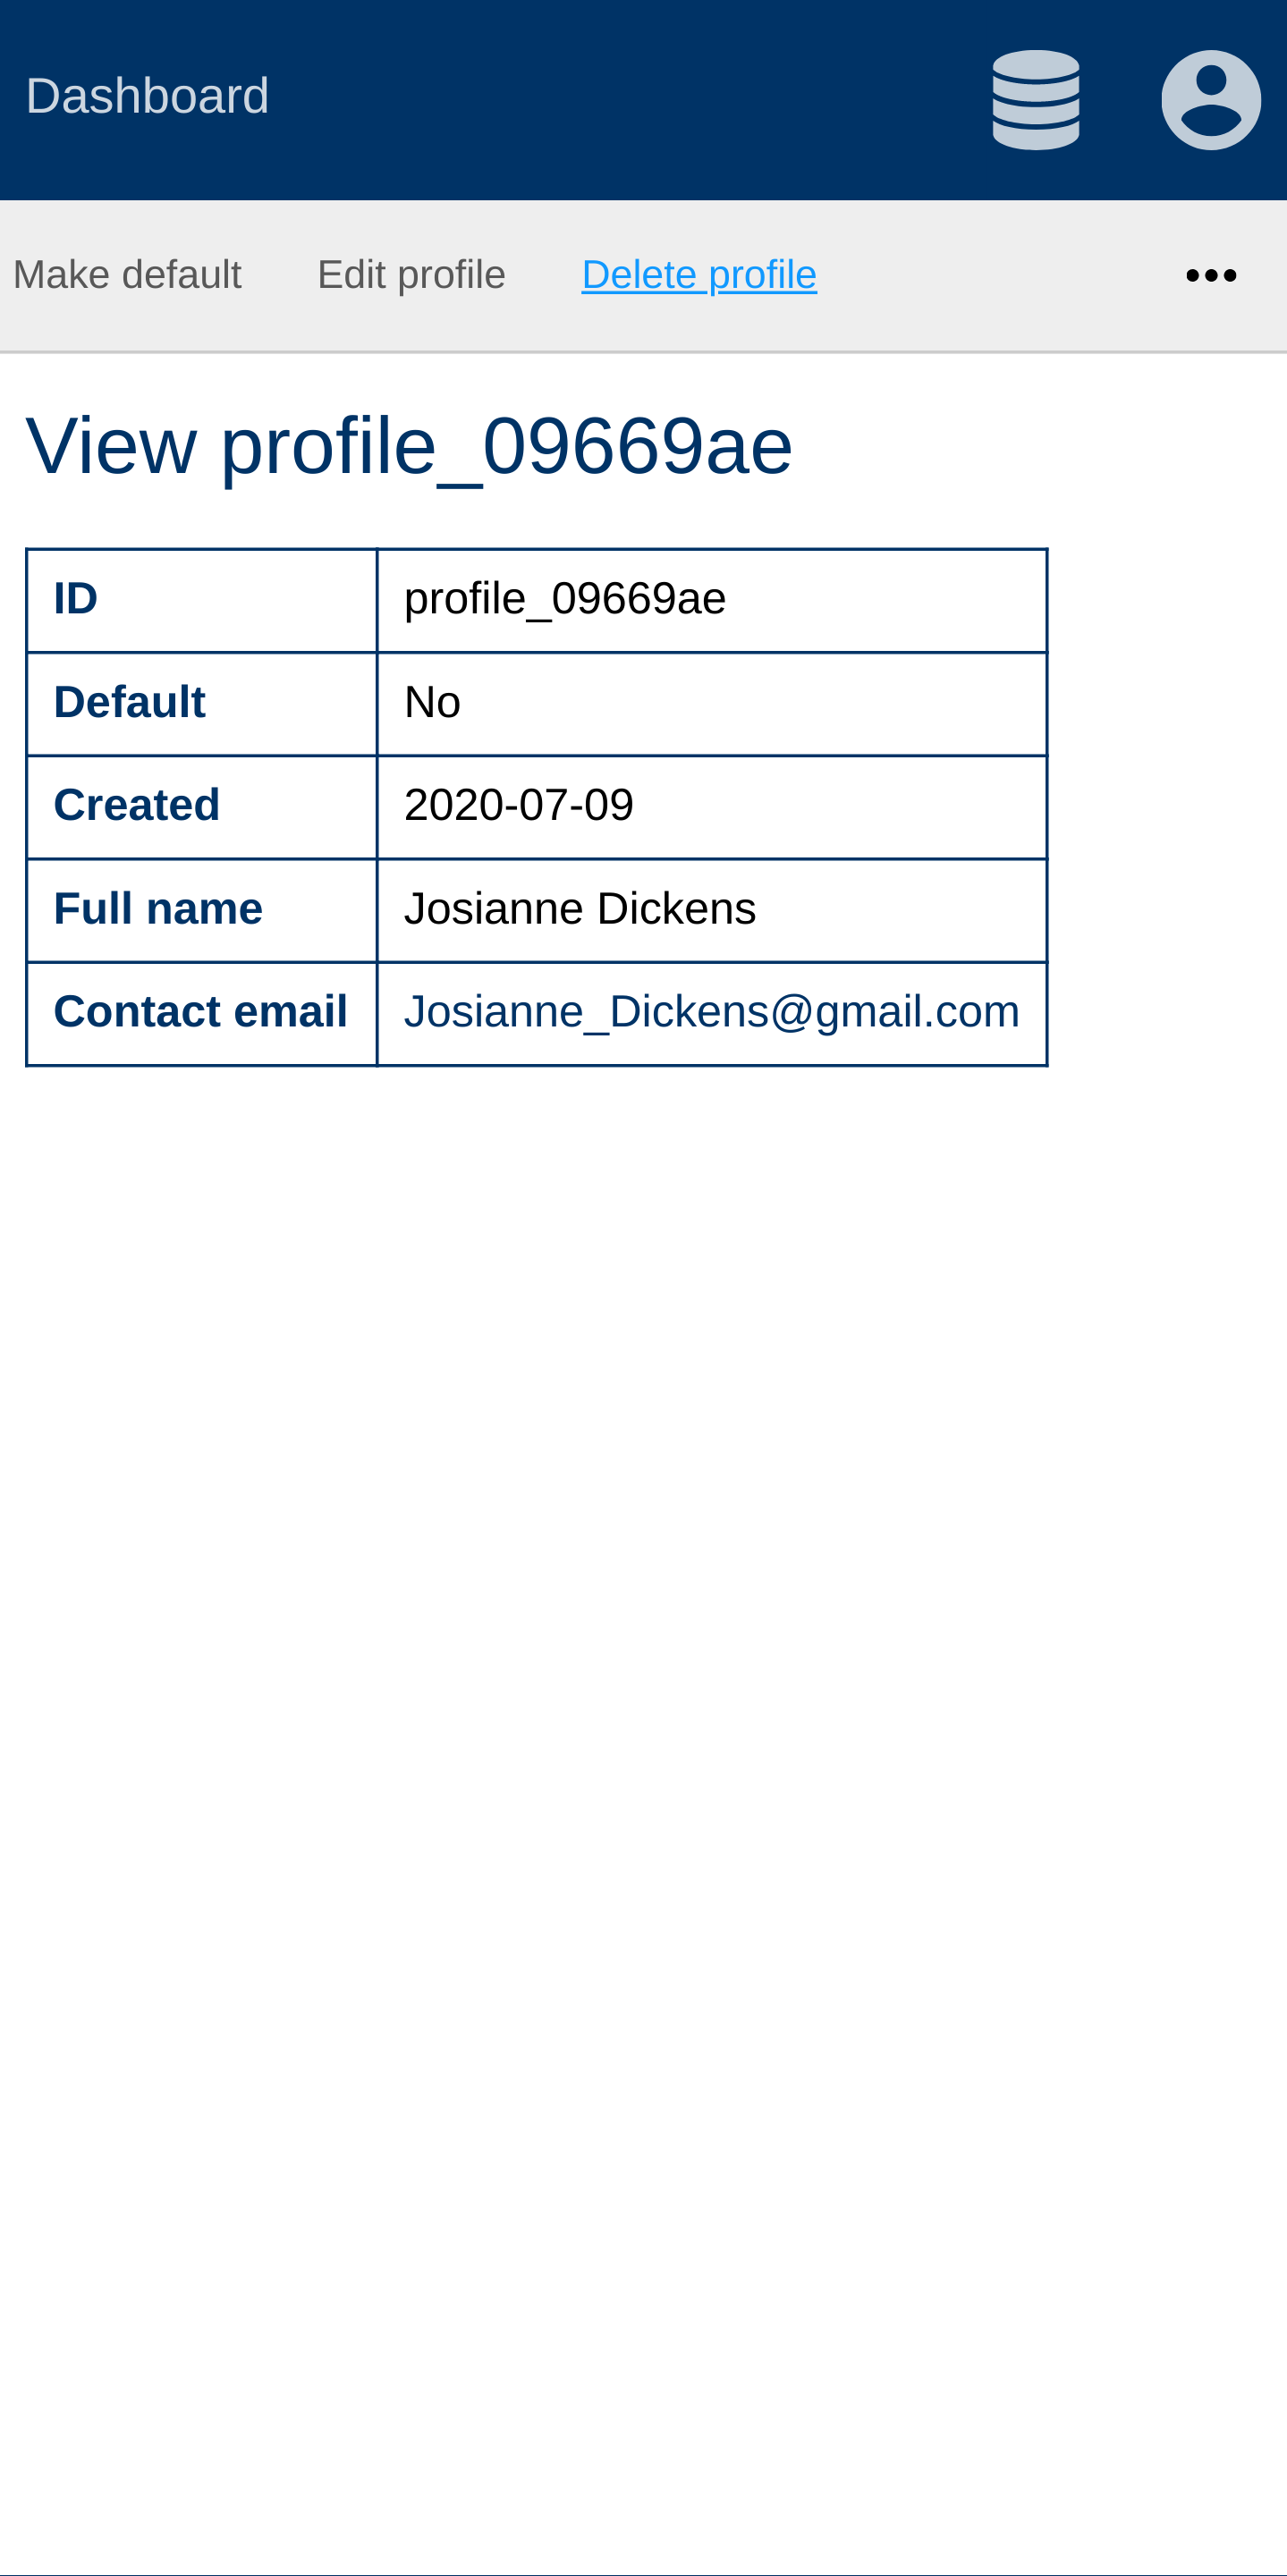 Dashboard
Make default Edit profile Delete profile
View profile_09669ae
ID profile_09669ae
Default No
Created 2020-07-09
Full name Josianne Dickens
Contact email Josianne_Dickens@gmail.com